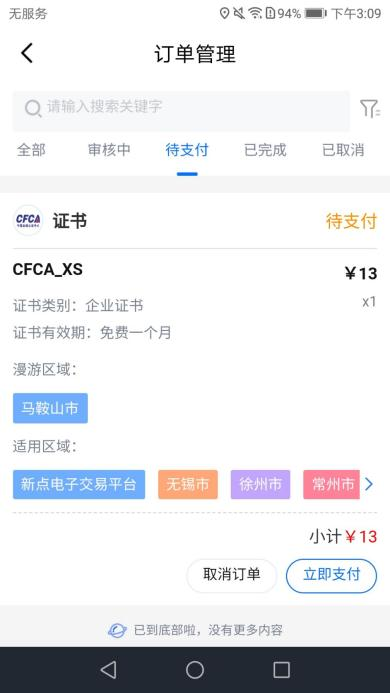 无服务 94% 下午3:09
订单管理
请输入搜索关键字
全部 审核中 待支付 已完成 已取消
CFCA 证书 待支付
CFCA_XS ¥13
证书类别：企业证书 x1
证书有效期：免费一个月
漫游区域：
马鞍山市
适用区域：
新点电子交易平台 无锡市 徐州市 常州市
小计¥13
取消订单 立即支付
已到底部啦，没有更多内容